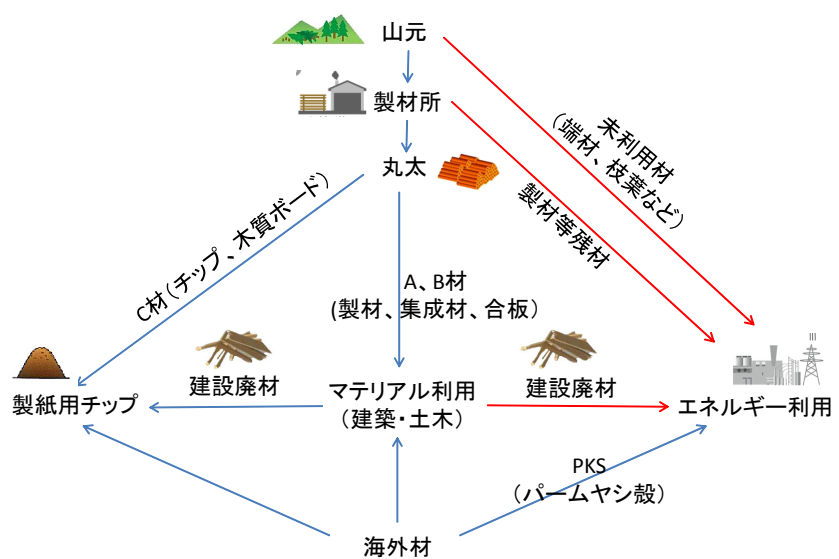 山元
製材所
丸太
未利用材
（端材、枝葉など）
製材等残材
C材（チップ、木質ボード）
A、B材
(製材、集成材、合板）
建設廃材
建設廃材
製紙用チップ
マテリアル利用
（建築・土木）
エネルギー利用
PKS
（パームヤシ殻）
海外材